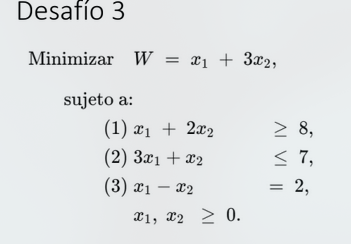 Desafío 3
Minimizar W = x₁ + 3x₂,
sujeto a:
(1) x₁ + 2x₂ ≥ 8,
(2) 3x₁ + x₂ ≤ 7,
(3) x₁ − x₂ = 2,
x₁, x₂ ≥ 0.